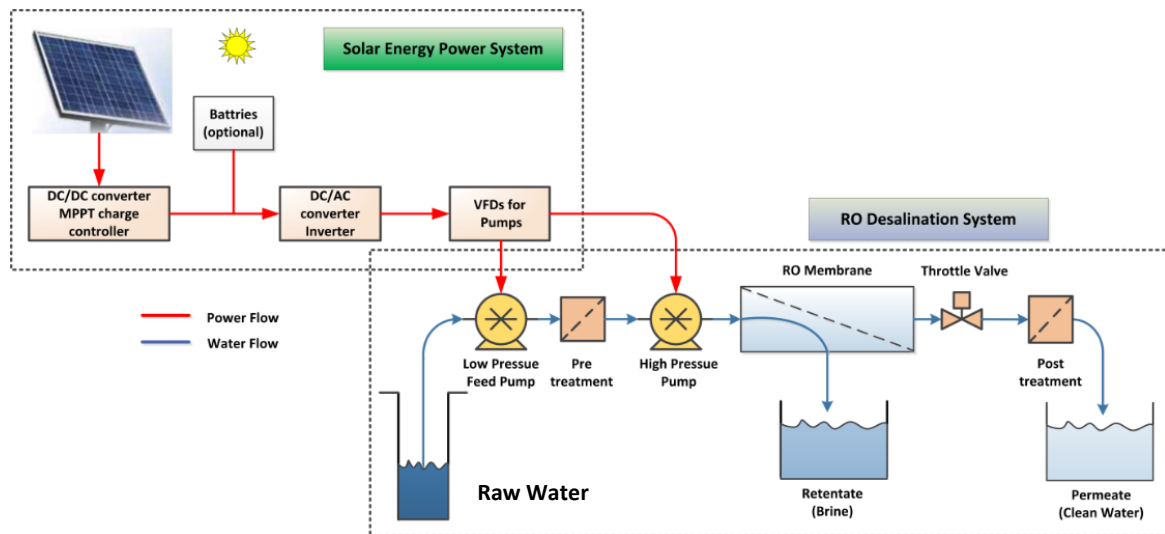 Solar Energy Power System
Battries
(optional)
DC/DC converter
MPPT charge
controller
DC/AC
converter
Inverter
VFDs for
Pumps
RO Desalination System
Power Flow
Water Flow
RO Membrane
Throttle Valve
Low Pressue
Feed Pump
Pre
treatment
High Pressue
Pump
Post
treatment
Raw Water
Retentate
(Brine)
Permeate
(Clean Water)